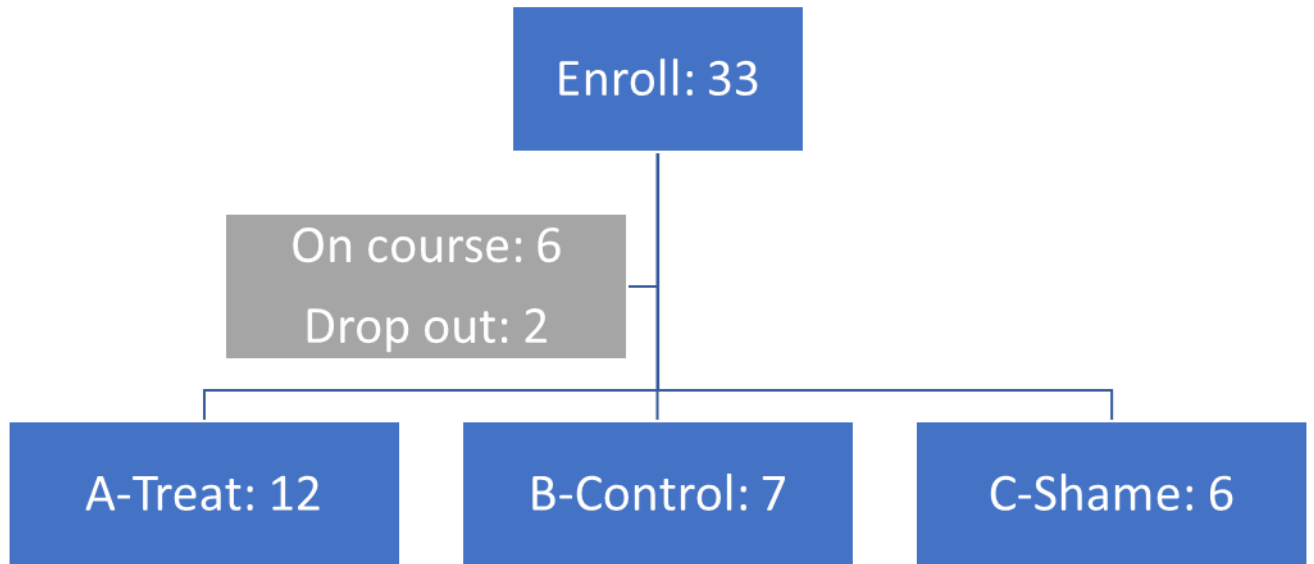 Enroll: 33
On course: 6
Drop out: 2
A-Treat: 12
B-Control: 7
C-Shame: 6